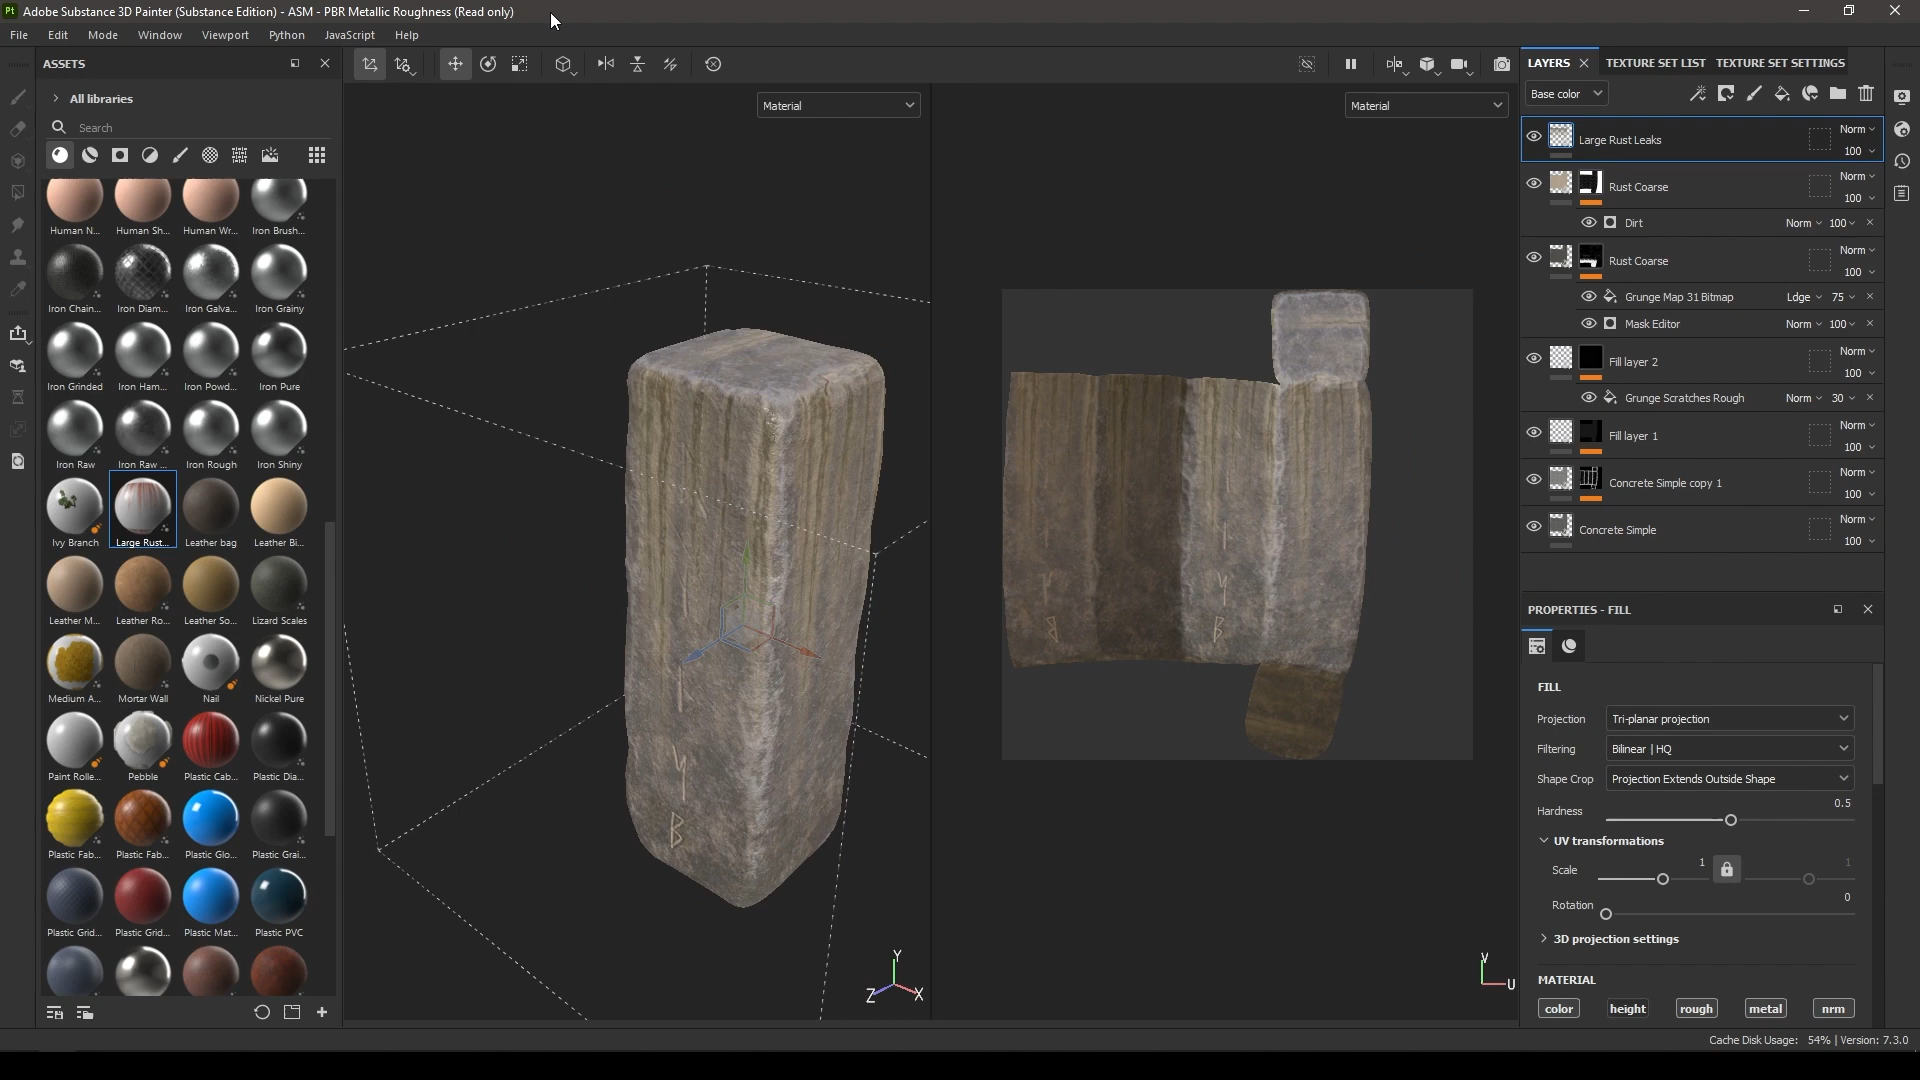 Pt Adobe Substance 3D Painter (Substance Edition) - ASM - PBR Metallic Roughness (Read only)
File Edit Mode Window Viewport Python JavaScript Help
ASSETS
All libraries
Search
Human N... Human Sh... Human Wr... Iron Brush...
Iron Chain... Iron Diam... Iron Galva... Iron Grainy
Iron Grinded Iron Ham... Iron Powd... Iron Pure
Iron Raw Iron Raw ... Iron Rough Iron Shiny
Ivy Branch Large Rust... Leather bag Leather Bi...
Leather M... Leather Ro... Leather So... Lizard Scales
Medium A... Mortar Wall Nail Nickel Pure
Paint Rolle... Pebble Plastic Cab... Plastic Dia...
Plastic Fab... Plastic Fab... Plastic Glo... Plastic Grai...
Plastic Grid... Plastic Grid... Plastic Mat... Plastic PVC
Material
Y
Z X
Material
V
U
LAYERS TEXTURE SET LIST TEXTURE SET SETTINGS
Base color
Large Rust Leaks Norm 100
Rust Coarse Norm 100
Dirt Norm 100
Rust Coarse Norm 100
Grunge Map 31 Bitmap Ldge 75
Mask Editor Norm 100
Fill layer 2 Norm 100
Grunge Scratches Rough Norm 30
Fill layer 1 Norm 100
Concrete Simple copy 1 Norm 100
Concrete Simple Norm 100
PROPERTIES - FILL
FILL
Projection Tri-planar projection
Filtering Bilinear | HQ
Shape Crop Projection Extends Outside Shape
Hardness 0.5
UV transformations
Scale 1 1
Rotation 0
3D projection settings
MATERIAL
color height rough metal nrm
Cache Disk Usage: 54% | Version: 7.3.0